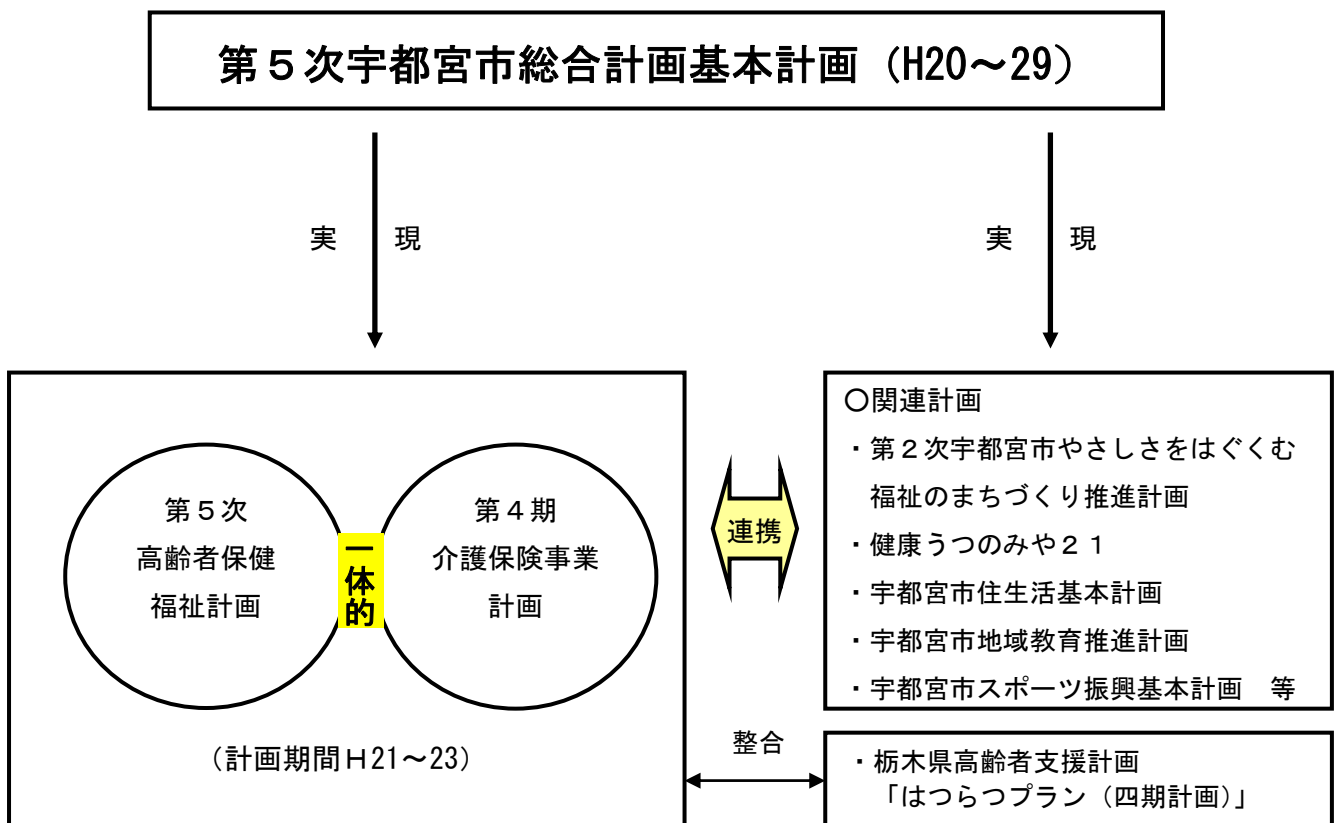 第５次宇都宮市総合計画基本計画（H20～29）
実　現
実　現
第５次
高齢者保健
福祉計画
一体的
第４期
介護保険事業
計画
（計画期間Ｈ21～23）
連携
整合
○関連計画
・第２次宇都宮市やさしさをはぐくむ
福祉のまちづくり推進計画
・健康うつのみや２１
・宇都宮市住生活基本計画
・宇都宮市地域教育推進計画
・宇都宮市スポーツ振興基本計画　等
・栃木県高齢者支援計画
「はつらつプラン（四期計画）」